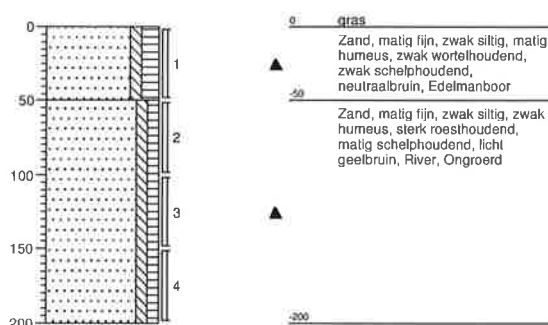 0
50
100
150
200
1
2
3
4
0 gras
Zand, matig fijn, zwak siltig, matig
humeus, zwak wortelhoudend,
zwak schelphoudend,
neutraalbruin, Edelmanboor
-50
Zand, matig fijn, zwak siltig, zwak
humeus, sterk roesthoudend,
matig schelphoudend, licht
geelbruin, River, Ongroerd
-200